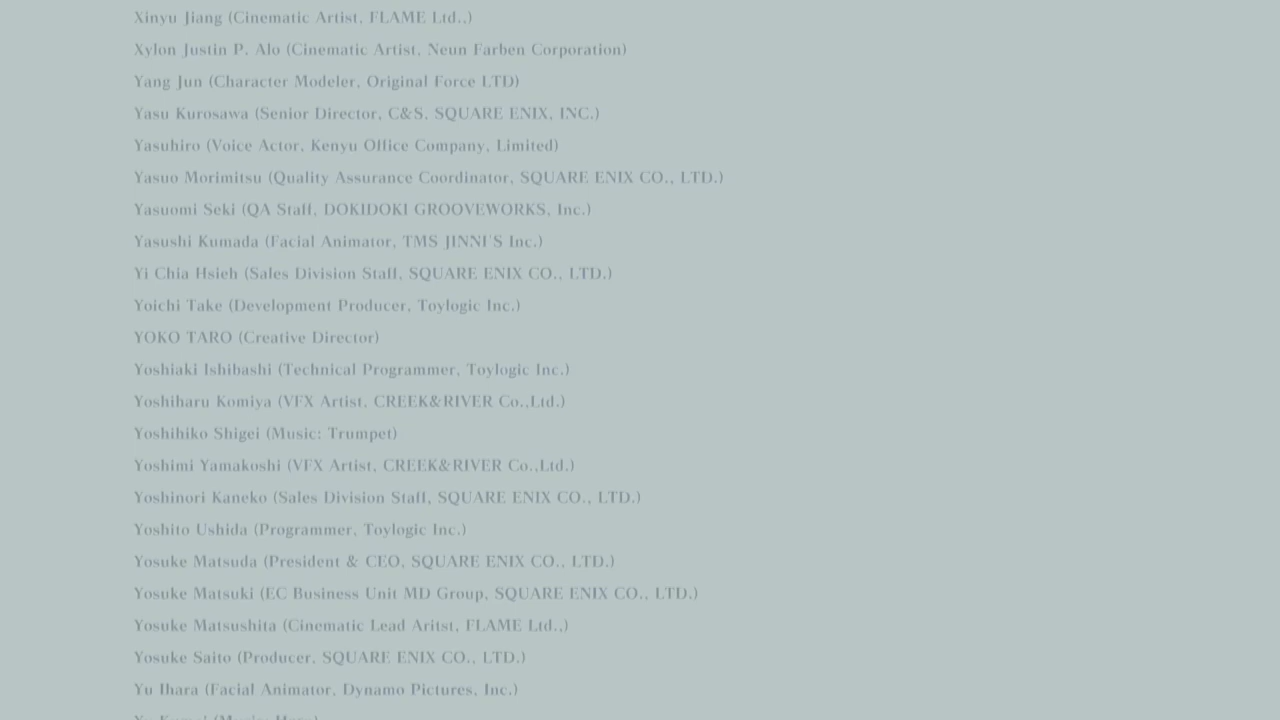 Xinyu Jiang (Cinematic Artist, FLAME Ltd.,)
Xylon Justin P. Alo (Cinematic Artist, Neun Farben Corporation)
Yang Jun (Character Modeler, Original Force LTD)
Yasu Kurosawa (Senior Director, C&S, SQUARE ENIX, INC.)
Yasuhiro (Voice Actor, Kenyu Office Company, Limited)
Yasuo Morimitsu (Quality Assurance Coordinator, SQUARE ENIX CO., LTD.)
Yasuomi Seki (QA Staff, DOKIDOKI GROOVEWORKS, Inc.)
Yasushi Kumada (Facial Animator, TMS JINNI'S Inc.)
Yi Chia Hsieh (Sales Division Staff, SQUARE ENIX CO., LTD.)
Yoichi Take (Development Producer, Toylogic Inc.)
YOKO TARO (Creative Director)
Yoshiaki Ishibashi (Technical Programmer, Toylogic Inc.)
Yoshiharu Komiya (VFX Artist, CREEK&RIVER Co.,Ltd.)
Yoshihiko Shigei (Music: Trumpet)
Yoshimi Yamakoshi (VFX Artist, CREEK&RIVER Co.,Ltd.)
Yoshinori Kaneko (Sales Division Staff, SQUARE ENIX CO., LTD.)
Yoshito Ushida (Programmer, Toylogic Inc.)
Yosuke Matsuda (President & CEO, SQUARE ENIX CO., LTD.)
Yosuke Matsuki (EC Business Unit MD Group, SQUARE ENIX CO., LTD.)
Yosuke Matsushita (Cinematic Lead Aritst, FLAME Ltd.,)
Yosuke Saito (Producer, SQUARE ENIX CO., LTD.)
Yu Ihara (Facial Animator, Dynamo Pictures, Inc.)